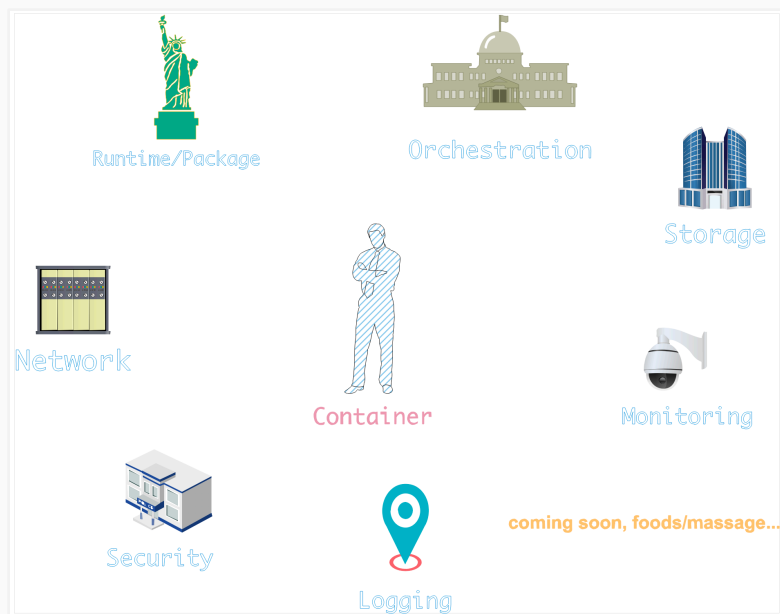 Runtime/Package
Orchestration
Storage
Network
Container
Monitoring
Security
coming soon, foods/massage...
Logging